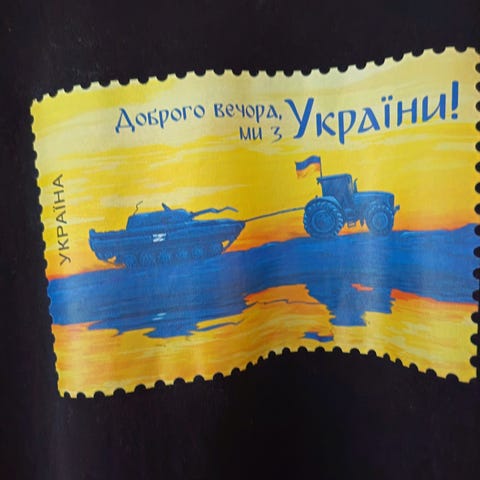 Доброго вечора,
ми з України!
УКРАЇНА